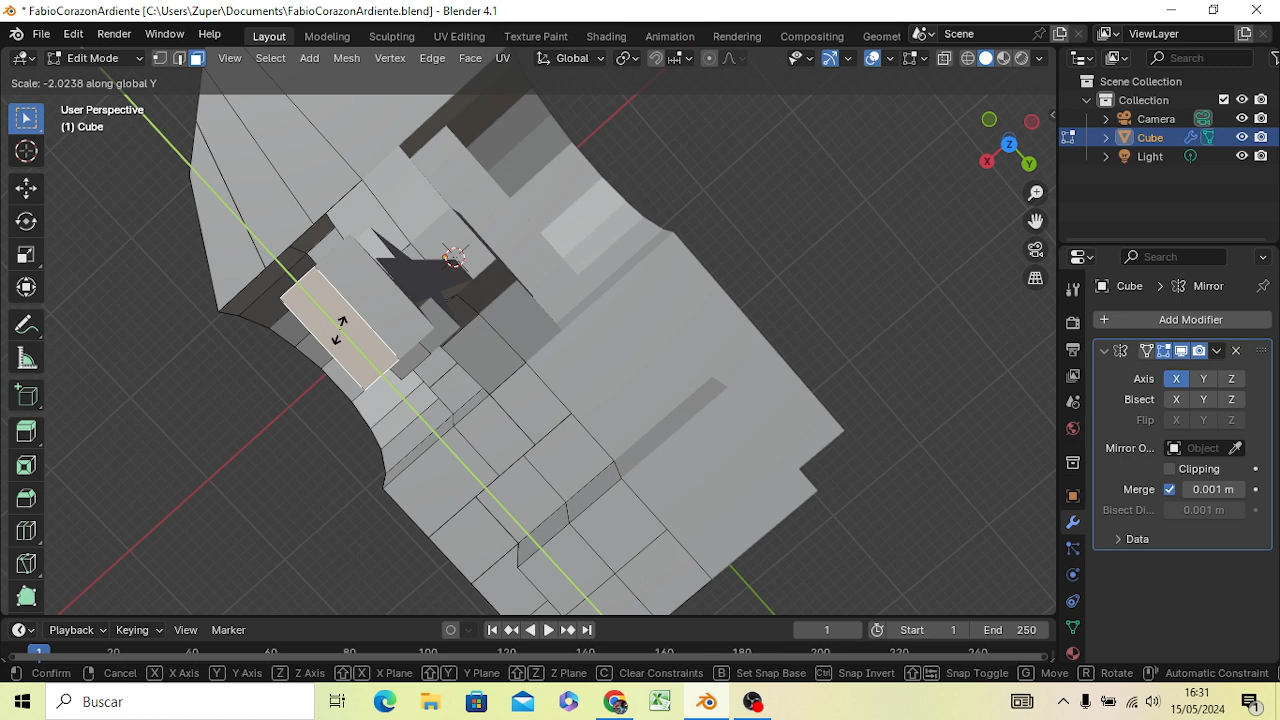 * FabioCorazonArdiente [C:\Users\Zuper\Documents\FabioCorazonArdiente.blend] - Blender 4.1
File Edit Render Window Help Layout Modeling Sculpting UV Editing Texture Paint Shading Animation Rendering Compositing Geomet Scene ViewLayer
Edit Mode View Select Add Mesh Vertex Edge Face UV Global Search
Scale: -2.0238 along global Y
User Perspective
(1) Cube
Scene Collection
Collection
Camera
Cube
Light
X
Z
Y
Search
Cube > Mirror
+ Add Modifier
Axis X Y Z
Bisect X Y Z
Flip X Y Z
Mirror O... Object
Clipping
Merge 0.001 m
Bisect Di... 0.001 m
Data
Playback Keying View Marker 1 Start 1 End 250
1 20 40 60 80 100 120 140 160 180 200 220 240
Confirm Cancel X X Axis Y Y Axis Z Z Axis X X Plane Y Y Plane Z Z Plane C Clear Constraints B Set Snap Base Ctrl Snap Invert Snap Toggle G Move R Rotate Automatic Constraint
Buscar
16:31
15/05/2024
1